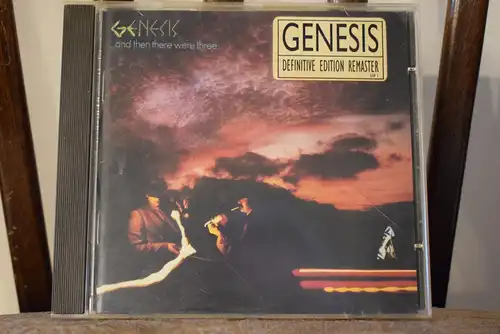 GENESIS
...and then there were three...
GENESIS
DEFINITIVE EDITION REMASTER